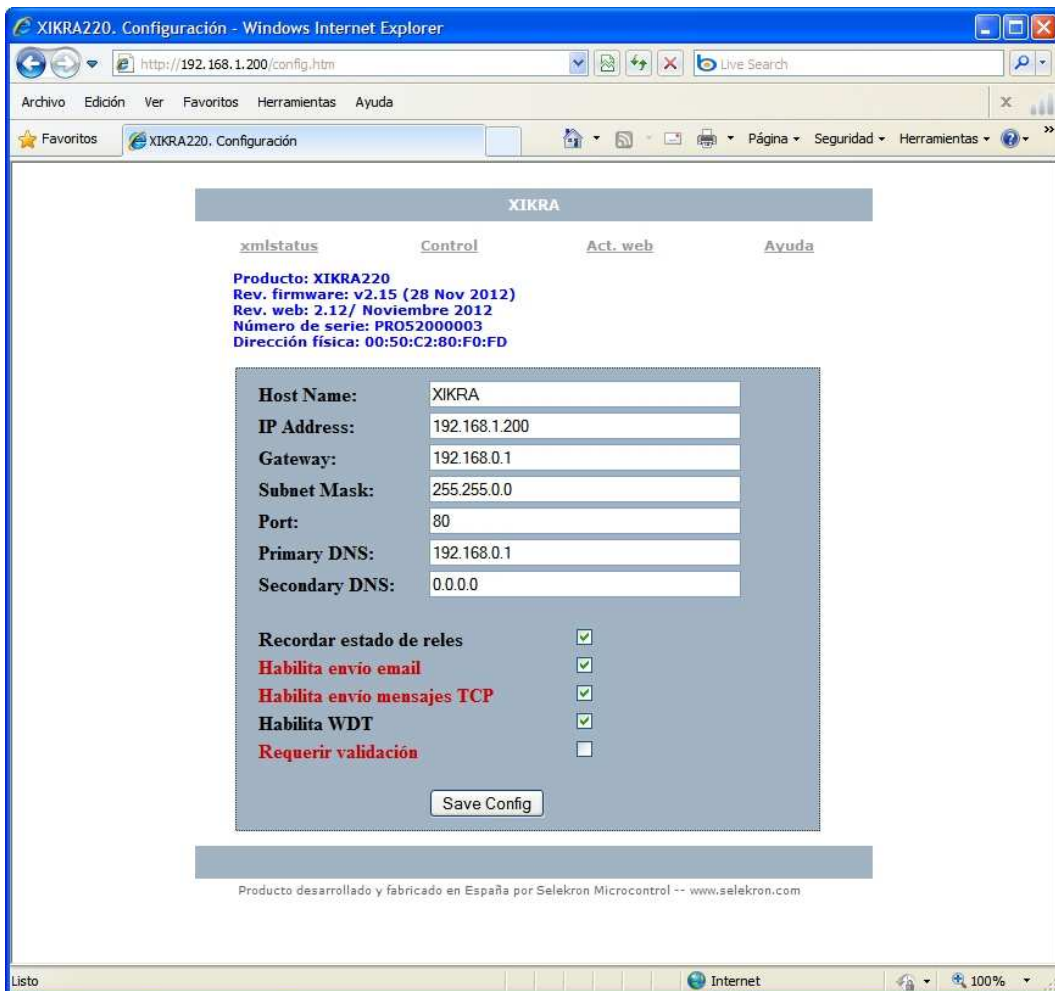 XIKRA220. Configuración - Windows Internet Explorer
http://192.168.1.200/config.htm
Live Search
Archivo Edición Ver Favoritos Herramientas Ayuda
Favoritos
XIKRA220. Configuración
Página Seguridad Herramientas
XIKRA
xmlstatus Control Act. web Ayuda
Producto: XIKRA220
Rev. firmware: v2.15 (28 Nov 2012)
Rev. web: 2.12/ Noviembre 2012
Número de serie: PRO52000003
Dirección física: 00:50:C2:80:F0:FD
Host Name: XIKRA
IP Address: 192.168.1.200
Gateway: 192.168.0.1
Subnet Mask: 255.255.0.0
Port: 80
Primary DNS: 192.168.0.1
Secondary DNS: 0.0.0.0
Recordar estado de reles
Habilita envío email
Habilita envío mensajes TCP
Habilita WDT
Requerir validación
Save Config
Producto desarrollado y fabricado en España por Selekron Microcontrol -- www.selekron.com
Listo Internet 100%